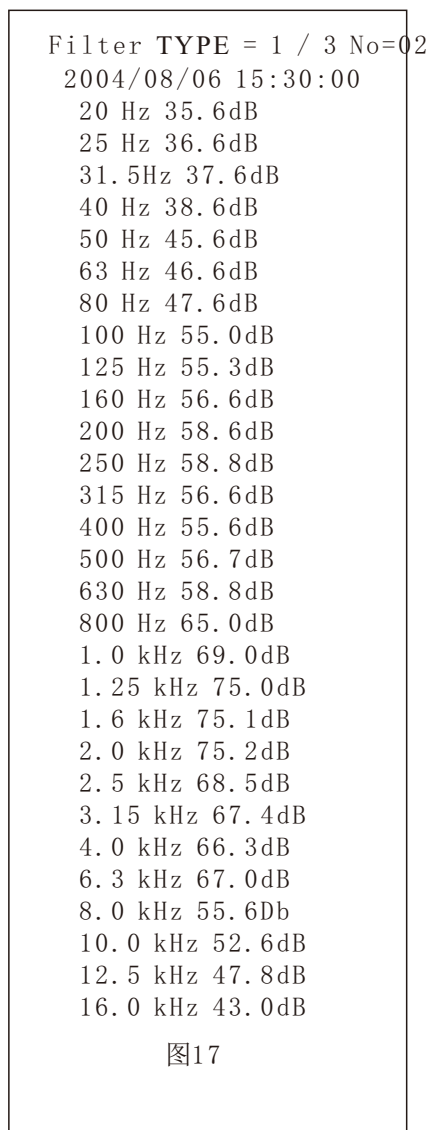 Filter TYPE = 1 / 3 No=02
2004/08/06 15:30:00
20 Hz 35.6dB
25 Hz 36.6dB
31.5Hz 37.6dB
40 Hz 38.6dB
50 Hz 45.6dB
63 Hz 46.6dB
80 Hz 47.6dB
100 Hz 55.0dB
125 Hz 55.3dB
160 Hz 56.6dB
200 Hz 58.6dB
250 Hz 58.8dB
315 Hz 56.6dB
400 Hz 55.6dB
500 Hz 56.7dB
630 Hz 58.8dB
800 Hz 65.0dB
1.0 kHz 69.0dB
1.25 kHz 75.0dB
1.6 kHz 75.1dB
2.0 kHz 75.2dB
2.5 kHz 68.5dB
3.15 kHz 67.4dB
4.0 kHz 66.3dB
6.3 kHz 67.0dB
8.0 kHz 55.6Db
10.0 kHz 52.6dB
12.5 kHz 47.8dB
16.0 kHz 43.0dB
图17